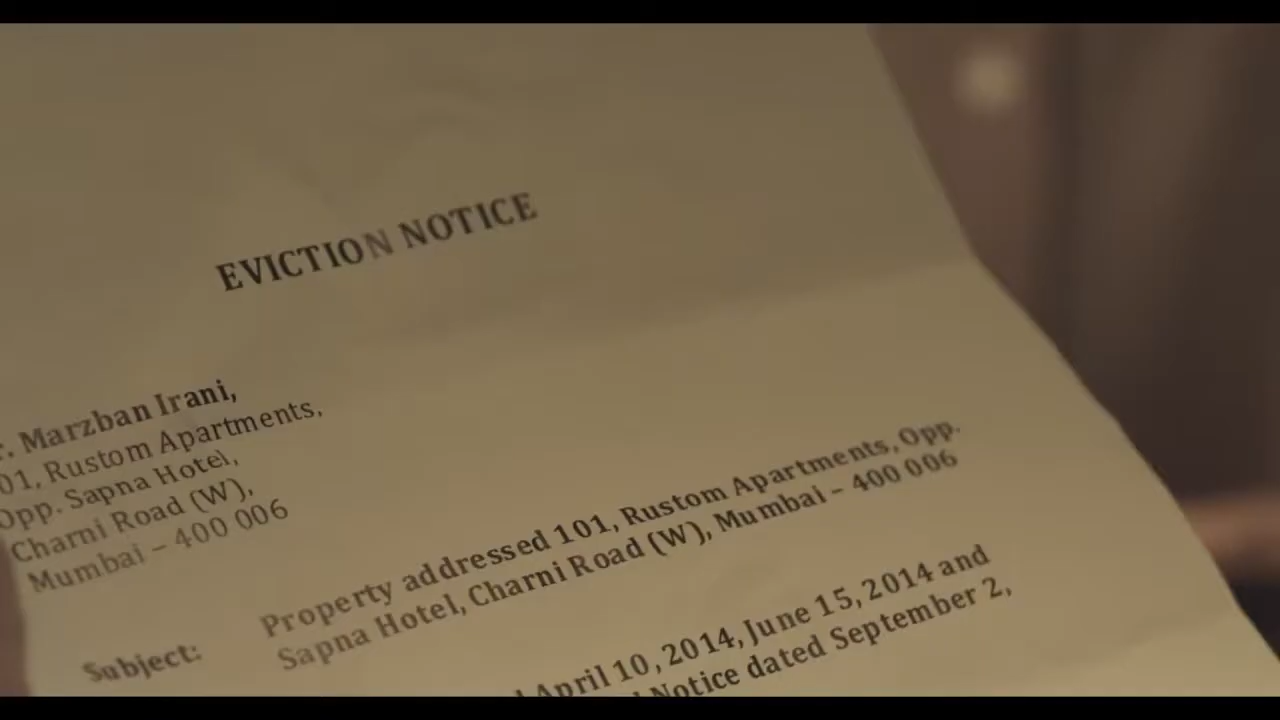 EVICTION NOTICE
Marzban Irani,
01, Rustom Apartments,
Opp. Sapna Hotel,
Charni Road (W),
Mumbai – 400 006
Subject: Property addressed 101, Rustom Apartments, Opp.
Sapna Hotel, Charni Road (W), Mumbai – 400 006
April 10, 2014, June 15, 2014 and
Notice dated September 2,